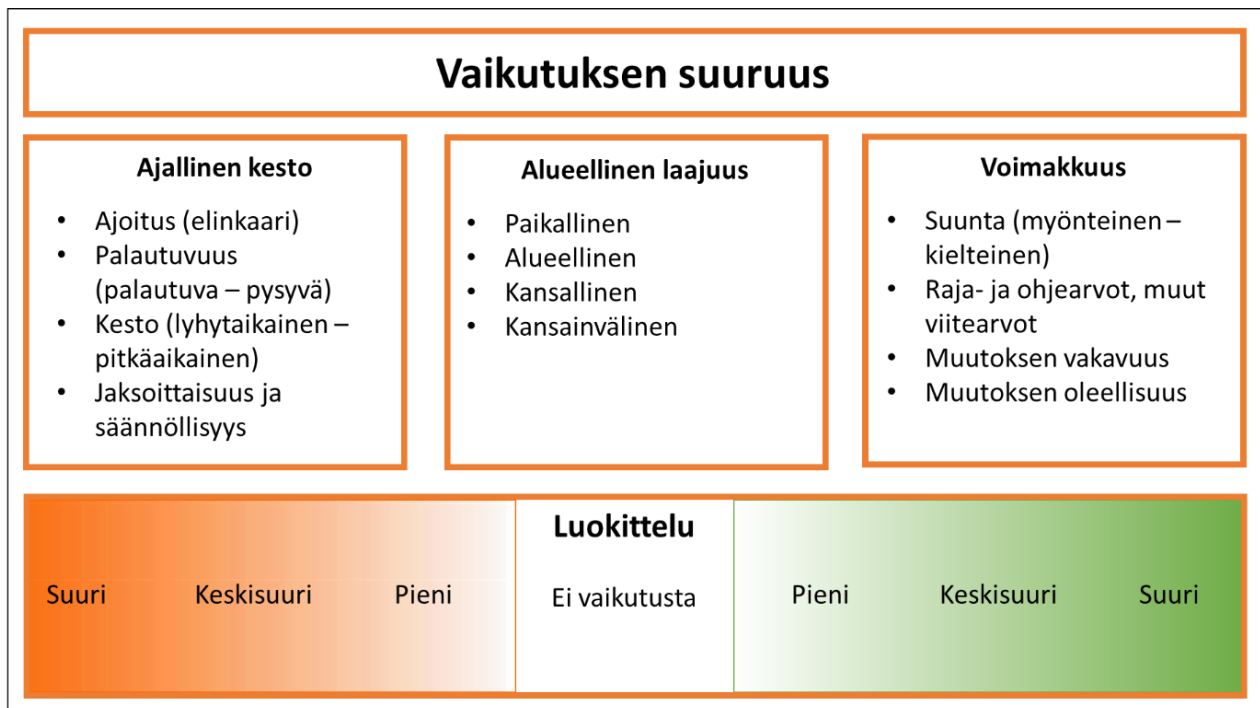 Vaikutuksen suuruus
Ajallinen kesto
• Ajoitus (elinkaari)
• Palautuvuus
(palautuva – pysyvä)
• Kesto (lyhytaikainen –
pitkäaikainen)
• Jaksoittaisuus ja
säännöllisyys
Alueellinen laajuus
• Paikallinen
• Alueellinen
• Kansallinen
• Kansainvälinen
Voimakkuus
• Suunta (myönteinen –
kielteinen)
• Raja- ja ohjearvot, muut
viitearvot
• Muutoksen vakavuus
• Muutoksen oleellisuus
Luokittelu
Suuri Keskisuuri Pieni Ei vaikutusta Pieni Keskisuuri Suuri